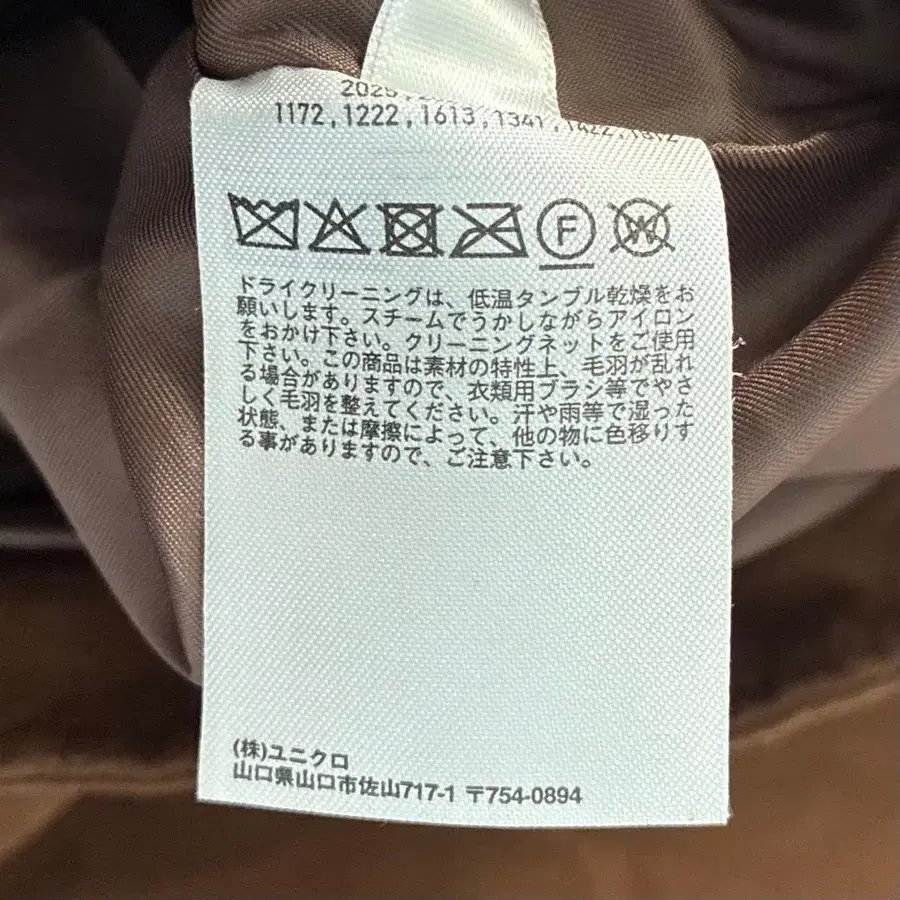 1172,1222,1613,1341,1422,1312
F
W
ドライクリーニングは、低温タンブル乾燥をお
願いします。スチームでうかしながらアイロン
をおかけ下さい。クリーニングネットをご使用
下さい。この商品は素材の特性上、毛羽が乱れ
る場合がありますので、衣類用ブラシ等でやさ
しく毛羽を整えてください。汗や雨等で湿った
状態、または摩擦によって、他の物に色移りす
る事がありますので、ご注意下さい。
(株)ユニクロ
山口県山口市佐山717-1 〒754-0894